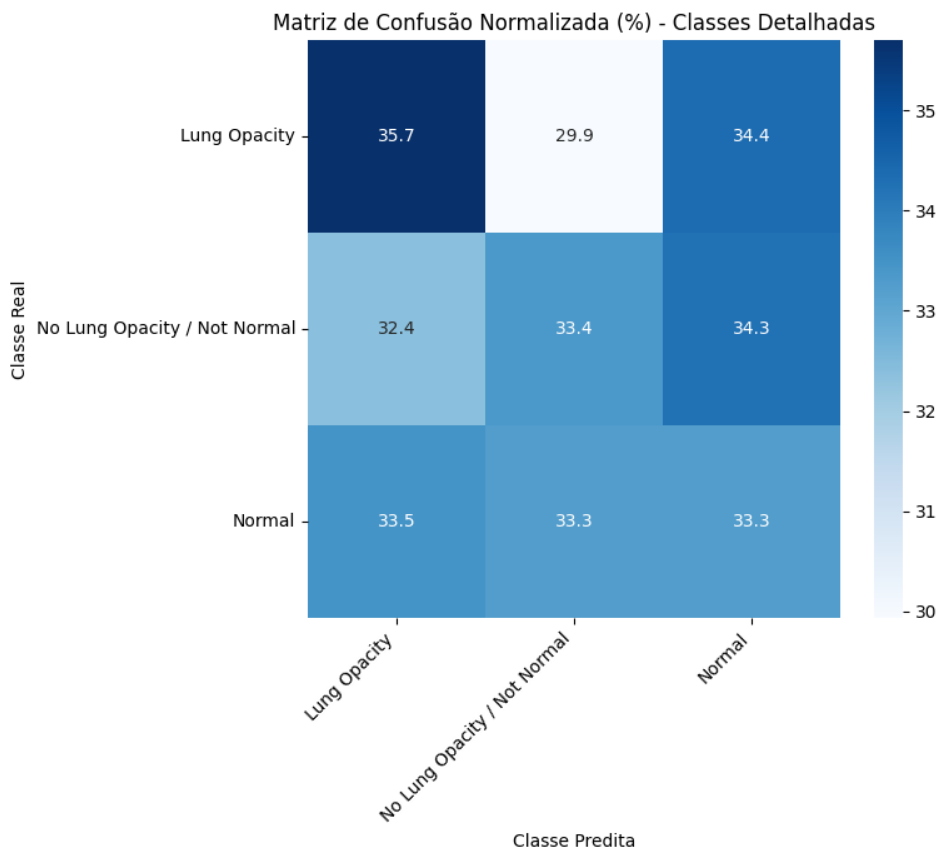 Matriz de Confusão Normalizada (%) - Classes Detalhadas
Classe Real
Lung Opacity
35.7
29.9
34.4
No Lung Opacity / Not Normal
32.4
33.4
34.3
Normal
33.5
33.3
33.3
Lung Opacity
No Lung Opacity / Not Normal
Normal
Classe Predita
35
34
33
32
31
30